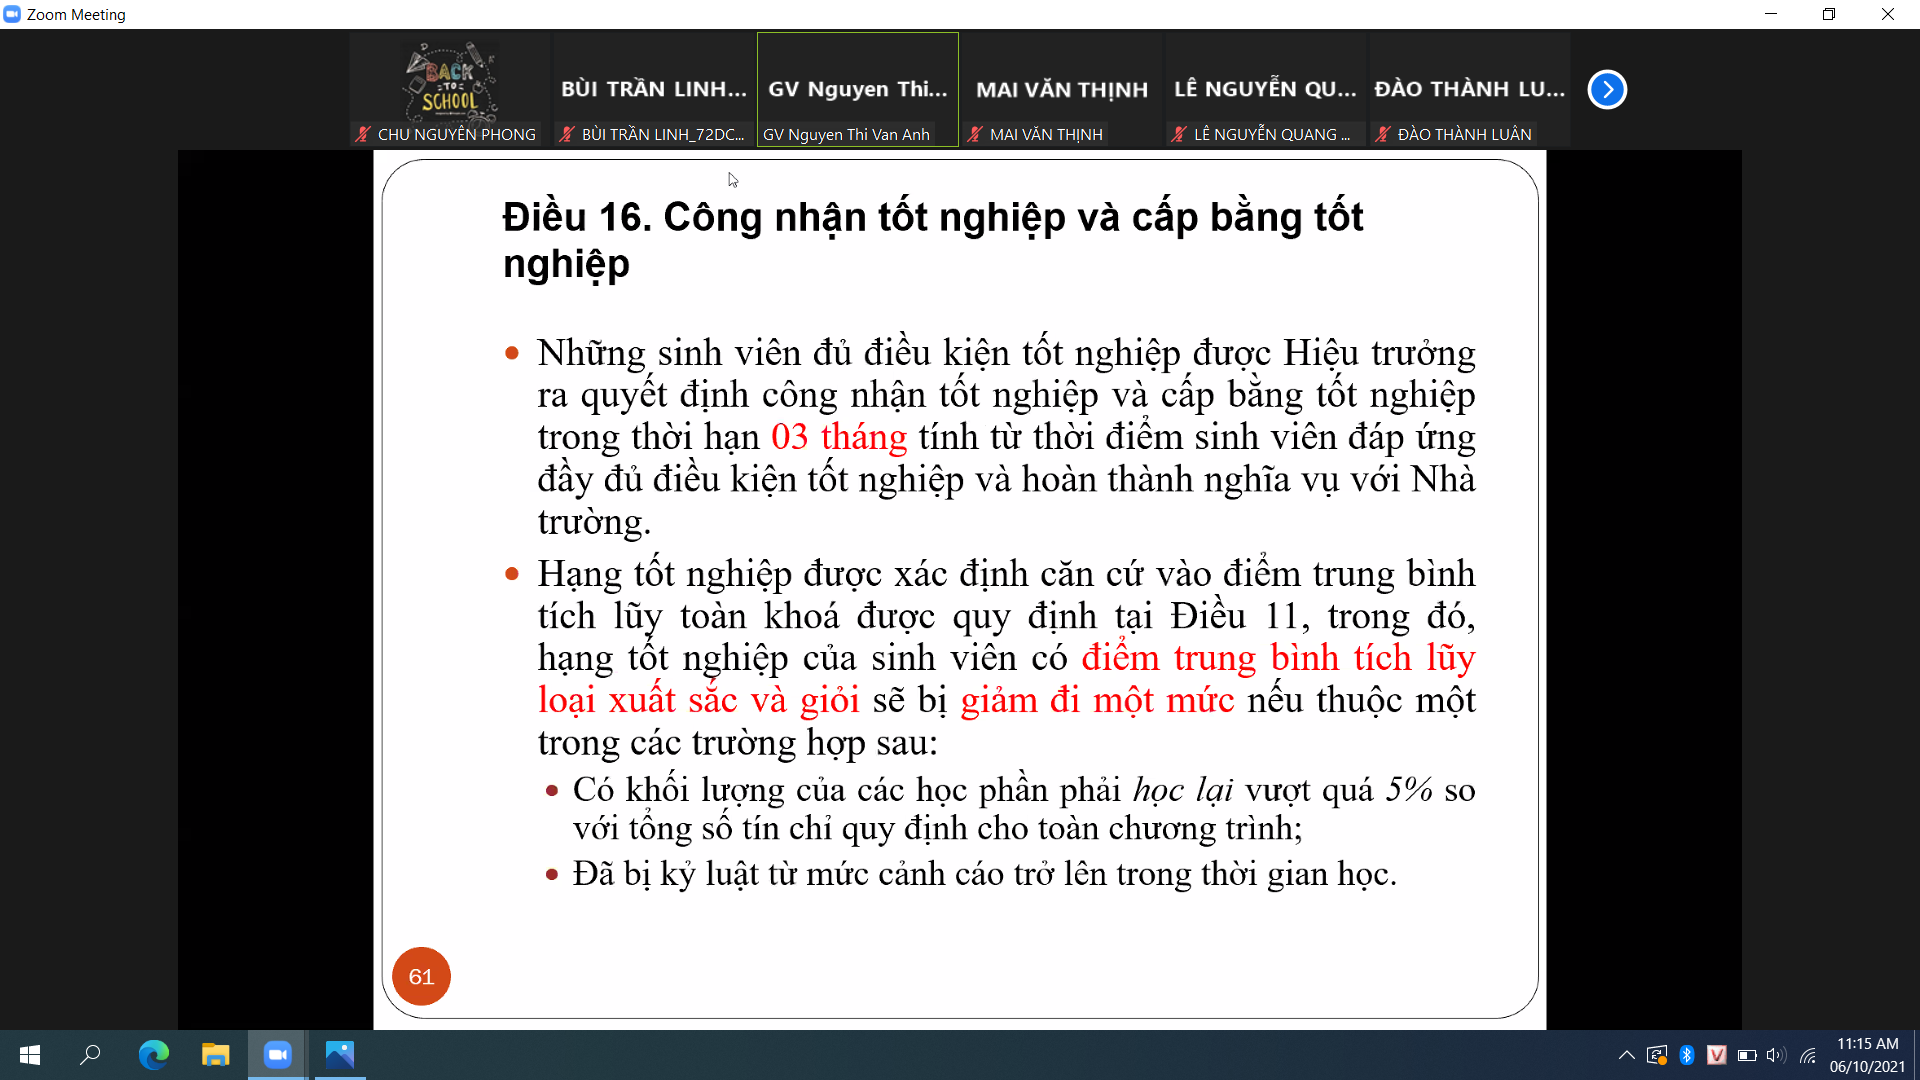 Zoom Meeting
BACK
TO
SCHOOL
BÙI TRẦN LINH...
GV Nguyen Thi...
MAI VĂN THỊNH
LÊ NGUYỄN QU...
ĐÀO THÀNH LU...
CHU NGUYÊN PHONG
BÙI TRẦN LINH_72DC...
GV Nguyen Thi Van Anh
MAI VĂN THỊNH
LÊ NGUYỄN QUANG ...
ĐÀO THÀNH LUÂN
Điều 16. Công nhận tốt nghiệp và cấp bằng tốt
nghiệp
Những sinh viên đủ điều kiện tốt nghiệp được Hiệu trưởng
ra quyết định công nhận tốt nghiệp và cấp bằng tốt nghiệp
trong thời hạn 03 tháng tính từ thời điểm sinh viên đáp ứng
đầy đủ điều kiện tốt nghiệp và hoàn thành nghĩa vụ với Nhà
trường.
Hạng tốt nghiệp được xác định căn cứ vào điểm trung bình
tích lũy toàn khoá được quy định tại Điều 11, trong đó,
hạng tốt nghiệp của sinh viên có điểm trung bình tích lũy
loại xuất sắc và giỏi sẽ bị giảm đi một mức nếu thuộc một
trong các trường hợp sau:
Có khối lượng của các học phần phải học lại vượt quá 5% so
với tổng số tín chỉ quy định cho toàn chương trình;
Đã bị kỷ luật từ mức cảnh cáo trở lên trong thời gian học.
61
11:15 AM
06/10/2021